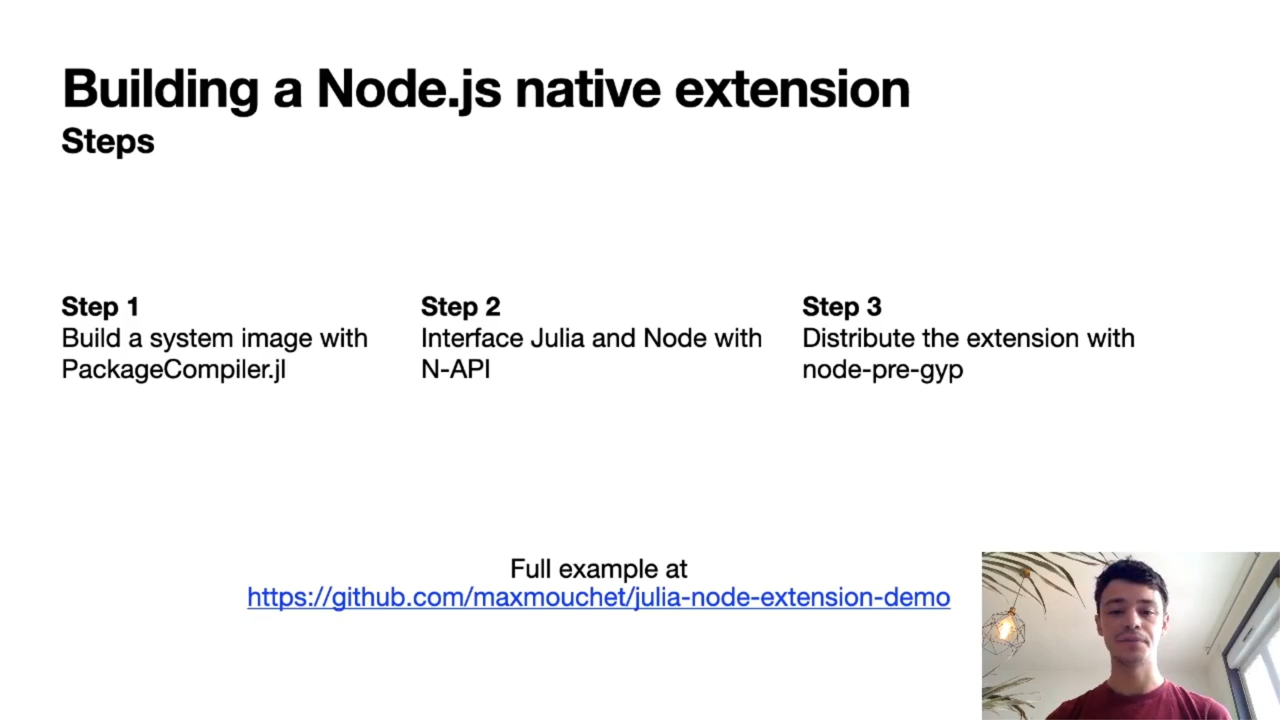 Building a Node.js native extension
Steps
Step 1
Build a system image with
PackageCompiler.jl
Step 2
Interface Julia and Node with
N-API
Step 3
Distribute the extension with
node-pre-gyp
Full example at
https://github.com/maxmouchet/julia-node-extension-demo